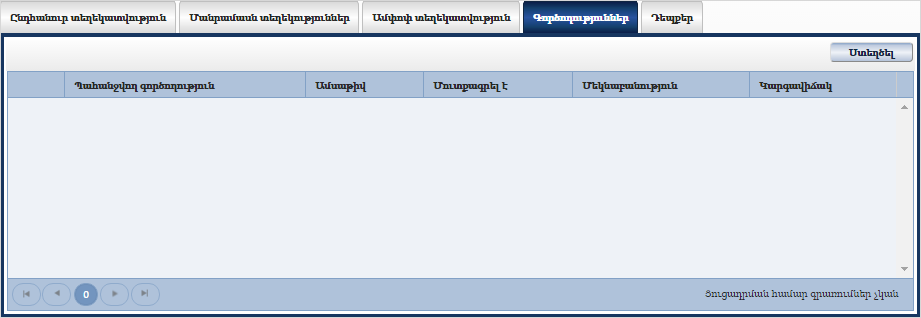 Ընդհանուր տեղեկատվություն
Մանրամասն տեղեկություններ
Ամփոփ տեղեկատվություն
Գործողություններ
Դեպքեր
Ստեղծել
Պահանջվող գործողություն
Ամսաթիվ
Մուտքագրել է
Մեկնաբանություն
Կարգավիճակ
0
Ցուցադրման համար գրառումներ չկան